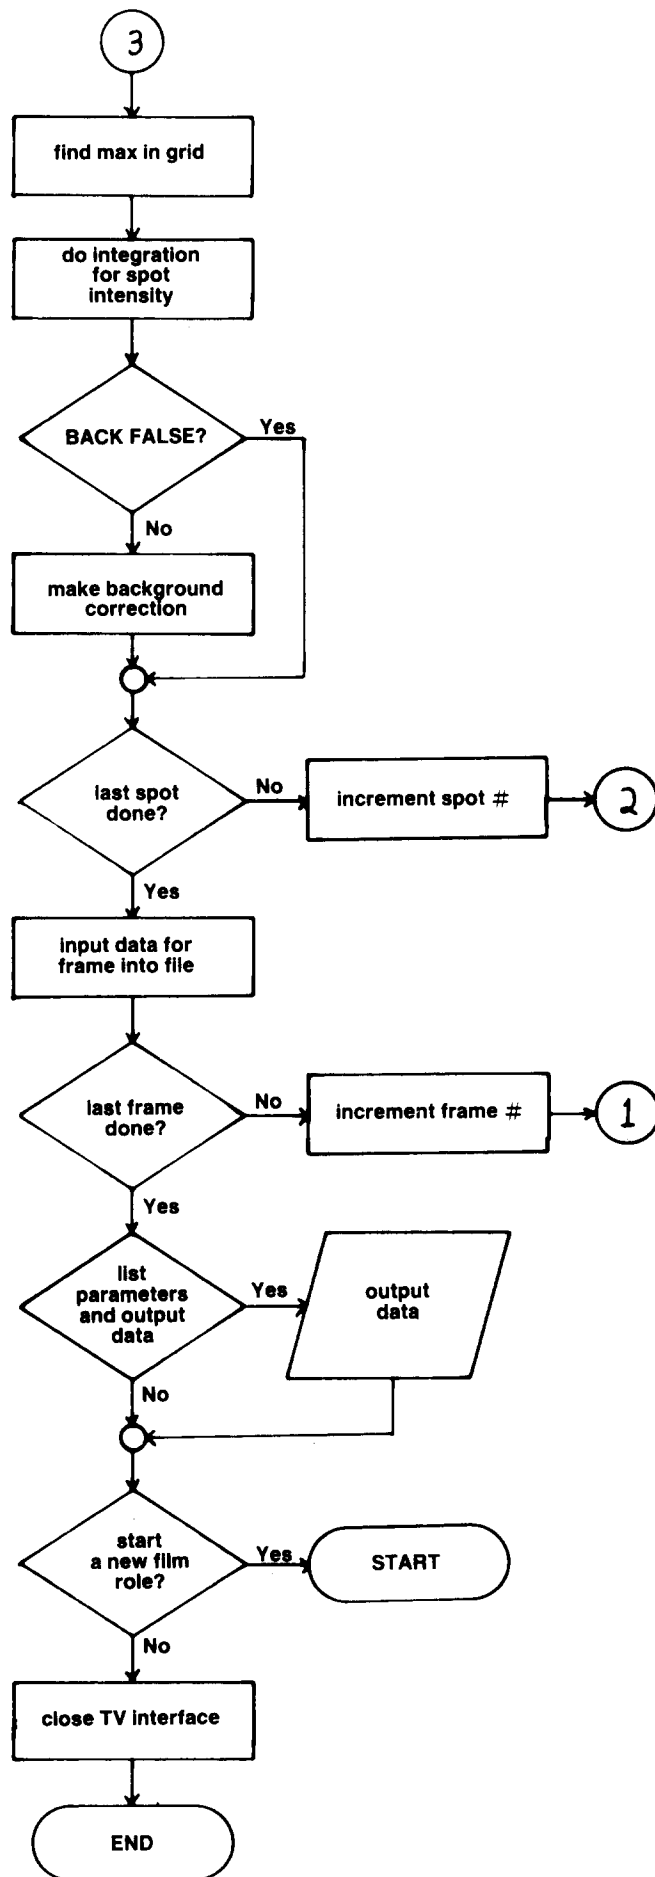 3
find max in grid
do integration
for spot
intensity
BACK FALSE?
Yes
No
make background
correction
last spot
done?
No
increment spot #
2
Yes
input data for
frame into file
last frame
done?
No
increment frame #
1
Yes
list
parameters
and output
data
Yes
output
data
No
start
a new film
role?
Yes
START
No
close TV interface
END